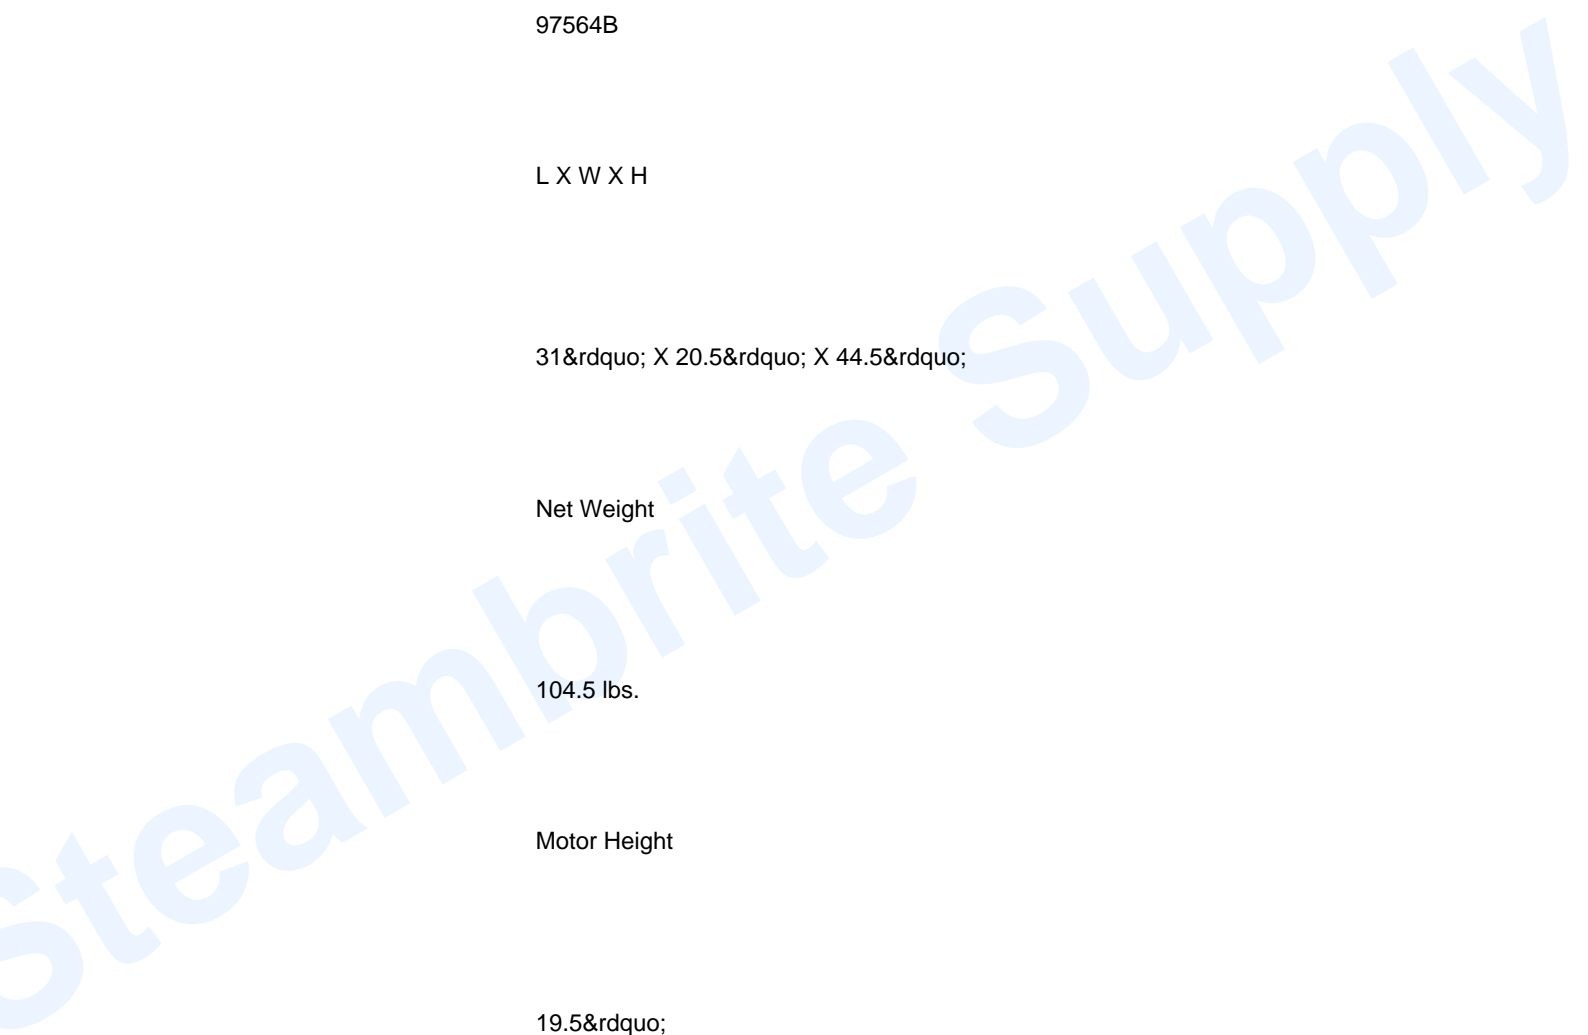 97564B
L X W X H
31&rdquo; X 20.5&rdquo; X 44.5&rdquo;
Net Weight
104.5 lbs.
Motor Height
19.5&rdquo;
Steambrite Supply